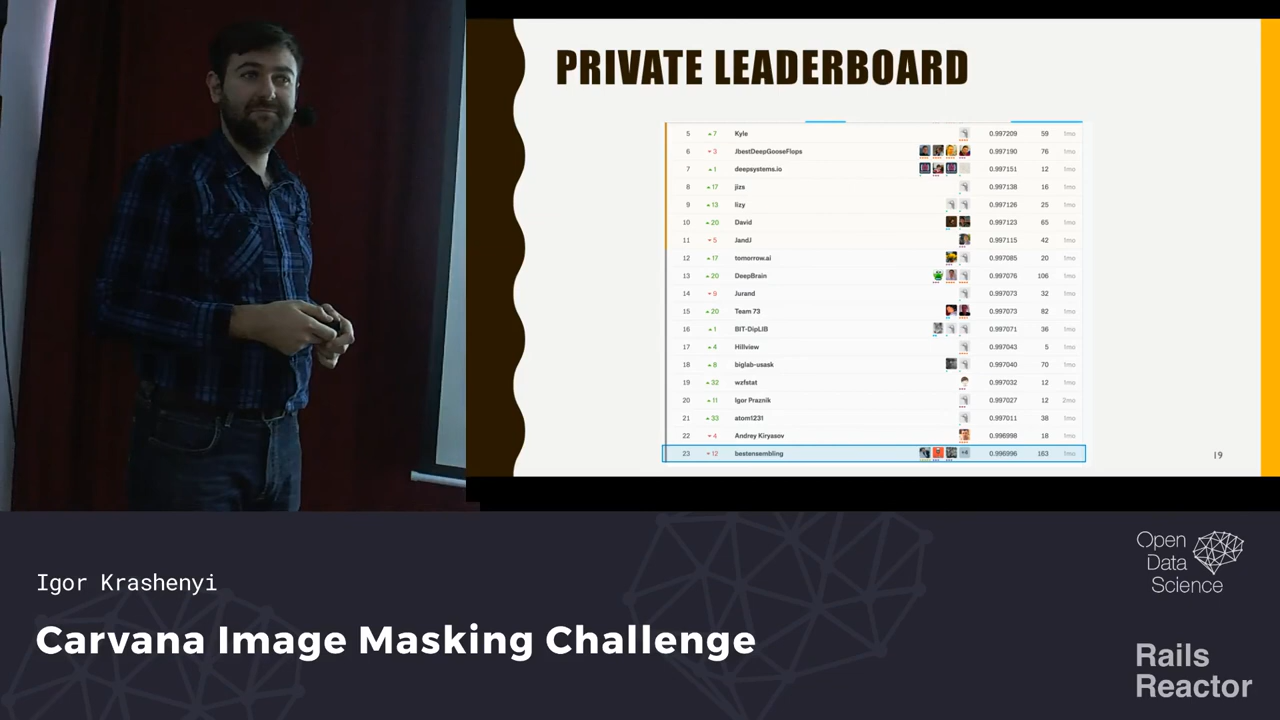 PRIVATE LEADERBOARD
5 ▲7 Kyle 0.997209 59 1mo
6 ▼3 JbestDeepGooseFlops 0.997190 76 1mo
7 ▲1 deepsystems.io 0.997151 12 1mo
8 ▲17 jizs 0.997138 16 1mo
9 ▲13 lizy 0.997126 25 1mo
10 ▲20 David 0.997123 65 1mo
11 ▼5 JandJ 0.997115 42 1mo
12 ▲17 tomorrow.ai 0.997085 20 1mo
13 ▲20 DeepBrain 0.997076 106 1mo
14 ▼9 Jurand 0.997073 32 1mo
15 ▲20 Team 73 0.997073 82 1mo
16 ▲1 BIT-DipLIB 0.997071 36 1mo
17 ▲4 Hillview 0.997043 5 1mo
18 ▲8 biglab-usask 0.997040 70 1mo
19 ▲32 wzfstat 0.997032 12 1mo
20 ▲11 Igor Praznik 0.997027 12 2mo
21 ▲33 atom1231 0.997011 38 1mo
22 ▼4 Andrey Kiryasov 0.996998 18 1mo
23 ▼12 bestensembling +4 0.996996 163 1mo
19
Igor Krashenyi
Carvana Image Masking Challenge
Open
Data
Science
Rails
Reactor